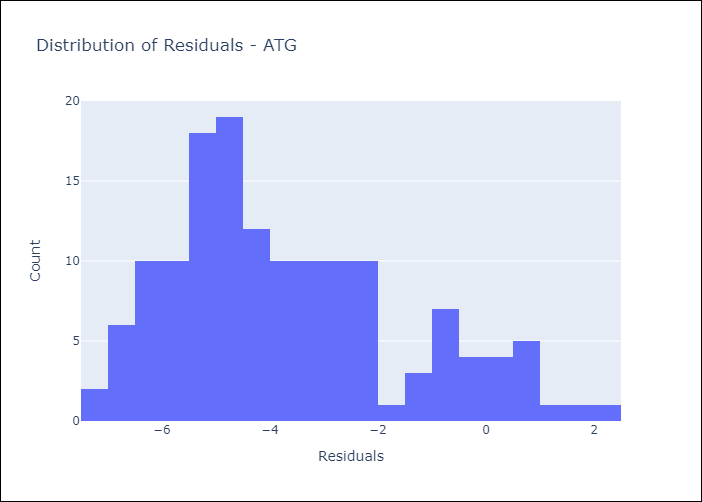 Distribution of Residuals - ATG
20
15
10
5
0
Count
−6 −4 −2 0 2
Residuals